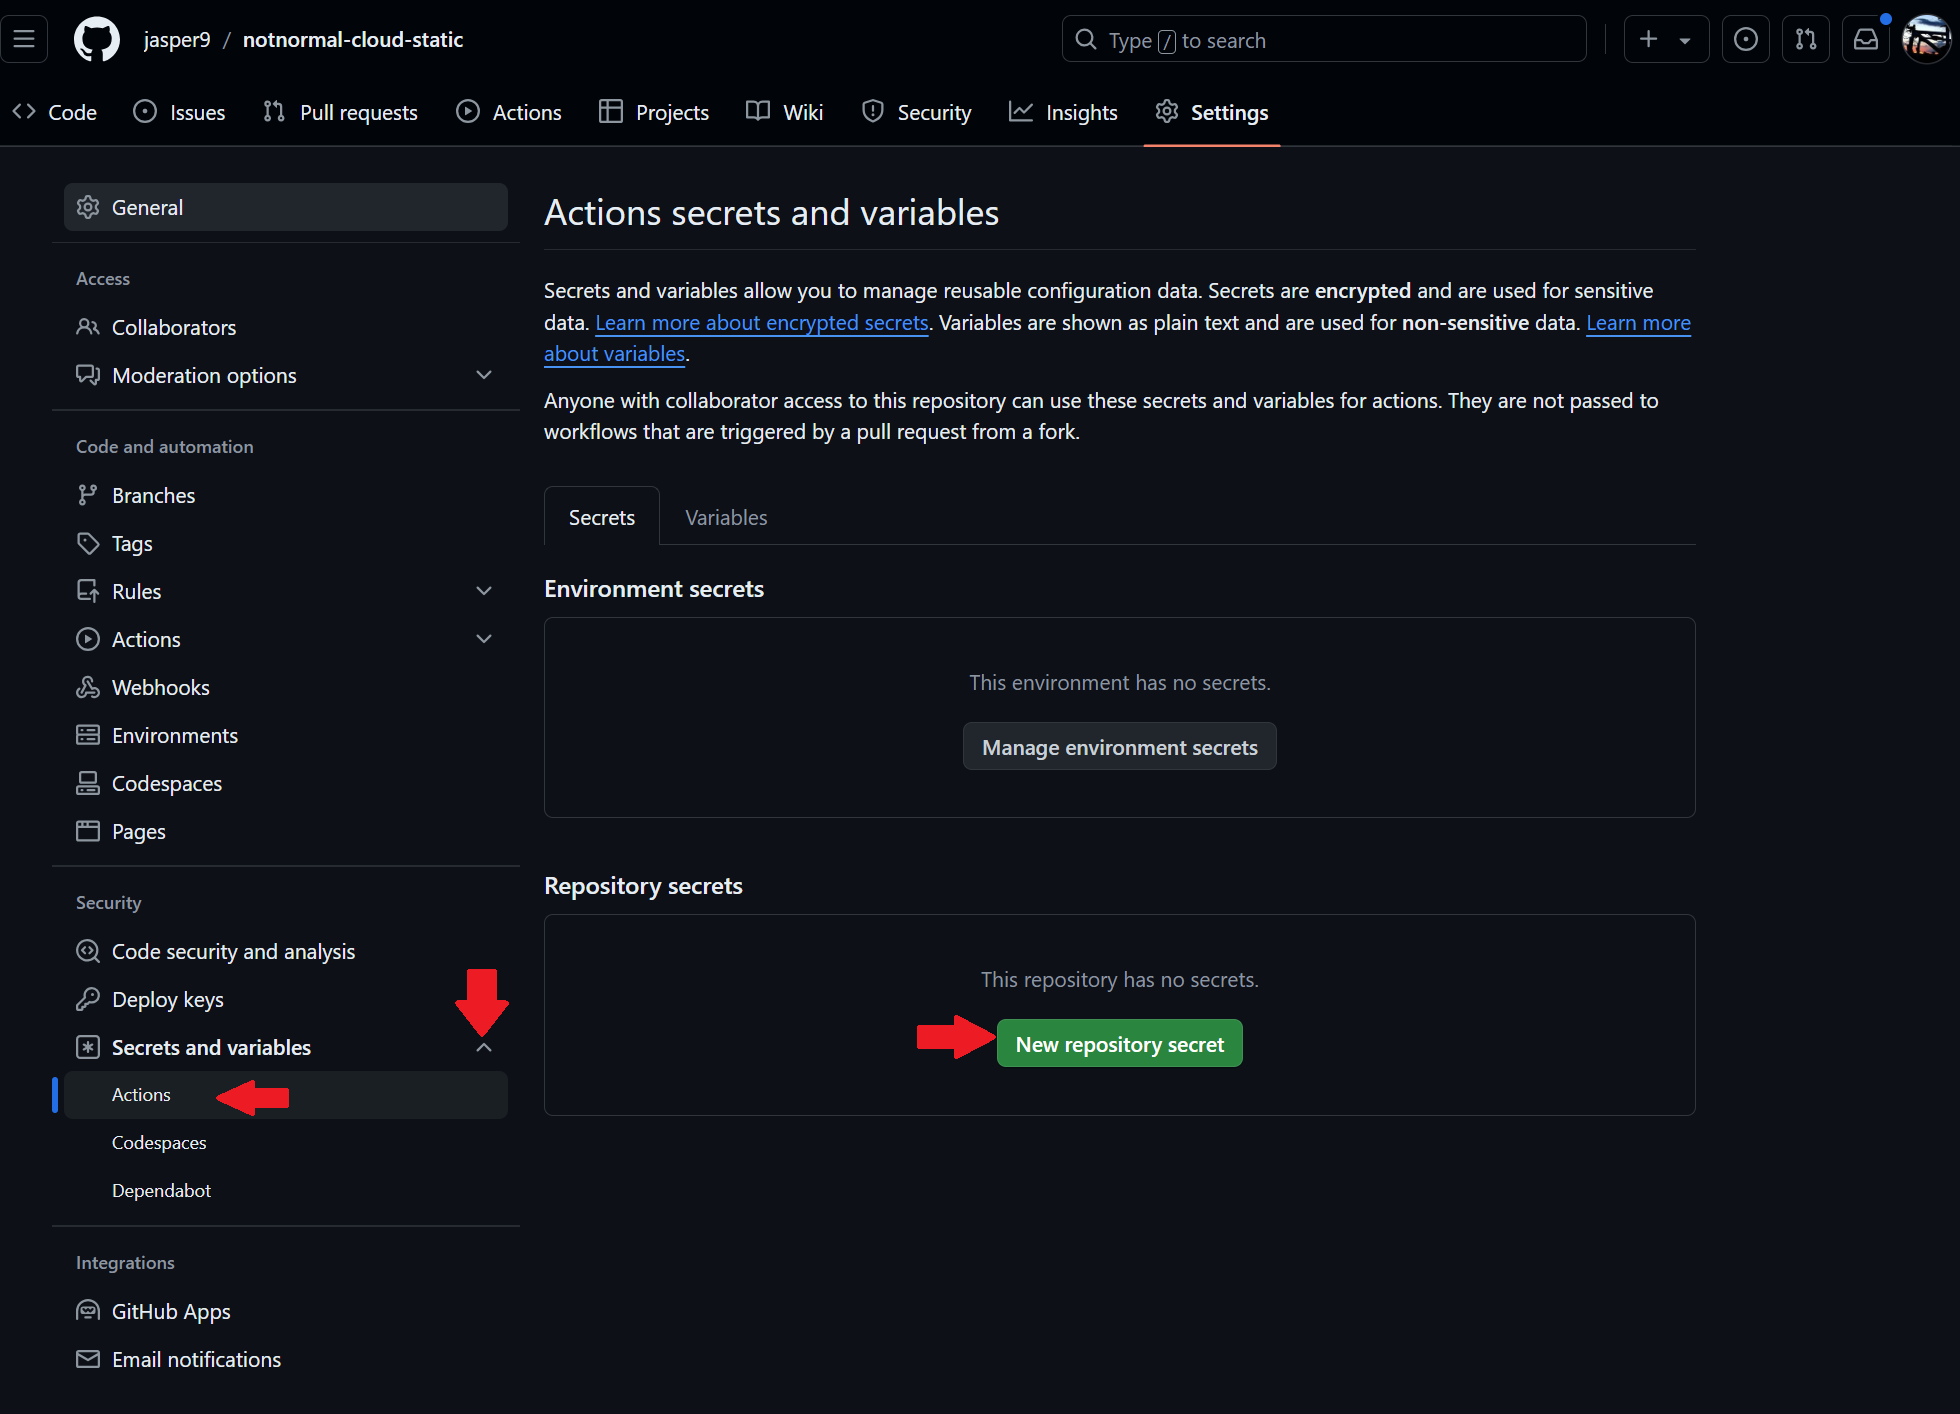 jasper9 / notnormal-cloud-static
Type / to search
Code
Issues
Pull requests
Actions
Projects
Wiki
Security
Insights
Settings
General
Access
Collaborators
Moderation options
Code and automation
Branches
Tags
Rules
Actions
Webhooks
Environments
Codespaces
Pages
Security
Code security and analysis
Deploy keys
Secrets and variables
Actions
Codespaces
Dependabot
Integrations
GitHub Apps
Email notifications
Actions secrets and variables
Secrets and variables allow you to manage reusable configuration data. Secrets are encrypted and are used for sensitive
data. Learn more about encrypted secrets. Variables are shown as plain text and are used for non-sensitive data. Learn more
about variables.
Anyone with collaborator access to this repository can use these secrets and variables for actions. They are not passed to
workflows that are triggered by a pull request from a fork.
Secrets
Variables
Environment secrets
This environment has no secrets.
Manage environment secrets
Repository secrets
This repository has no secrets.
New repository secret